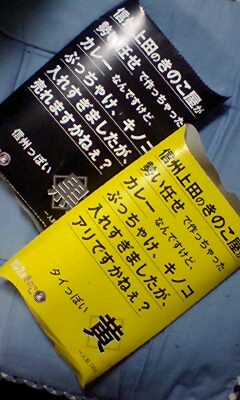 信州上田のきのこ屋が
勢い任せで作っちゃった
カレーなんですけど、
ぶっちゃけ、キノコ
入れすぎましたが、
売れますかねぇ?
信州っぽい
黒
信州上田のきのこ屋が
勢い任せで作っちゃった
カレーなんですけど、
ぶっちゃけ、キノコ
入れすぎましたが、
アリですかねぇ?
タイっぽい
黄